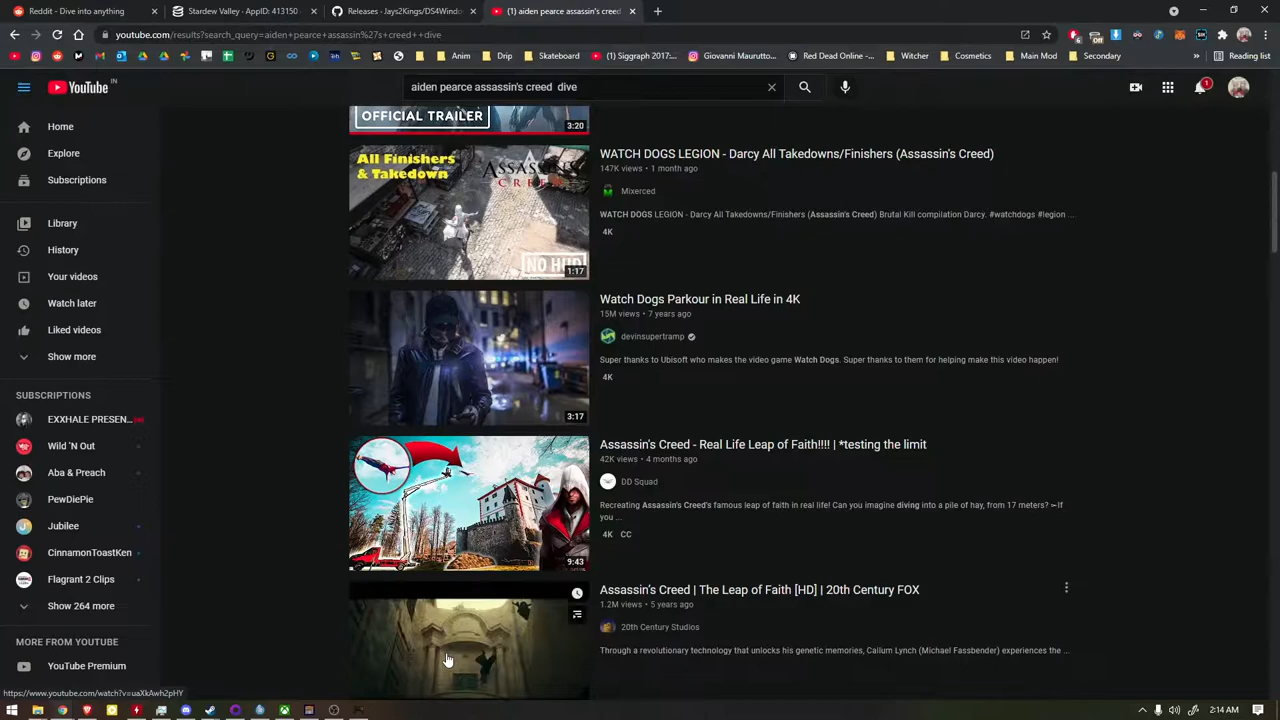 Reddit - Dive into anything
Stardew Valley · AppID: 413150
Releases · Jays2Kings/DS4Windo
(1) aiden pearce assassin's creed
youtube.com/results?search_query=aiden+pearce+assassin%27s+creed++dive
Anim
Drip
Skateboard
(1) Siggraph 2017:...
Giovanni Maurutto...
Red Dead Online -...
Witcher
Cosmetics
Main Mod
Secondary
Reading list
YouTube IN
aiden pearce assassin's creed dive
1
Home
Explore
Subscriptions
Library
History
Your videos
Watch later
Liked videos
Show more
SUBSCRIPTIONS
EXXHALE PRESEN...
Wild 'N Out
Aba & Preach
PewDiePie
Jubilee
CinnamonToastKen
Flagrant 2 Clips
Show 264 more
MORE FROM YOUTUBE
YouTube Premium
OFFICIAL TRAILER
3:20
All Finishers
& Takedown
ASSASSIN'S
CREED
NO HUD
1:17
WATCH DOGS LEGION - Darcy All Takedowns/Finishers (Assassin's Creed)
147K views • 1 month ago
Mixerced
WATCH DOGS LEGION - Darcy All Takedowns/Finishers (Assassin's Creed) Brutal Kill compilation Darcy. #watchdogs #legion ...
4K
3:17
Watch Dogs Parkour in Real Life in 4K
15M views • 7 years ago
devinsupertramp
Super thanks to Ubisoft who makes the video game Watch Dogs. Super thanks to them for helping make this video happen!
4K
9:43
Assassin's Creed - Real Life Leap of Faith!!!! | *testing the limit
42K views • 4 months ago
DD Squad
Recreating Assassin's Creed's famous leap of faith in real life! Can you imagine diving into a pile of hay, from 17 meters? ➢If
you ...
4K CC
Assassin's Creed | The Leap of Faith [HD] | 20th Century FOX
1.2M views • 5 years ago
20th Century Studios
Through a revolutionary technology that unlocks his genetic memories, Callum Lynch (Michael Fassbender) experiences the ...
https://www.youtube.com/watch?v=uaXkAwh2pHY
2:14 AM